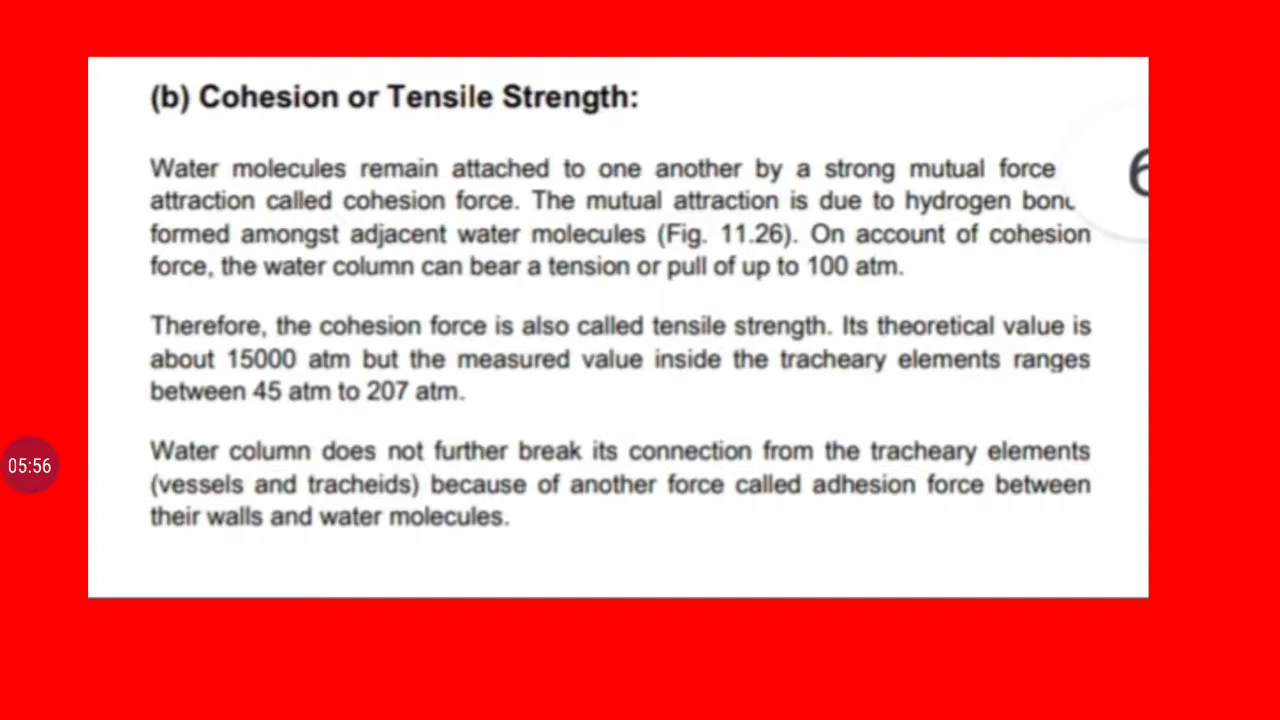 (b) Cohesion or Tensile Strength:
Water molecules remain attached to one another by a strong mutual force
attraction called cohesion force. The mutual attraction is due to hydrogen
formed amongst adjacent water molecules (Fig. 11.26). On account of cohesion
force, the water column can bear a tension or pull of up to 100 atm.
Therefore, the cohesion force is also called tensile strength. Its theoretical value is
about 15000 atm but the measured value inside the tracheary elements ranges
between 45 atm to 207 atm.
Water column does not further break its connection from the tracheary elements
(vessels and tracheids) because of another force called adhesion force between
their walls and water molecules.
05:56